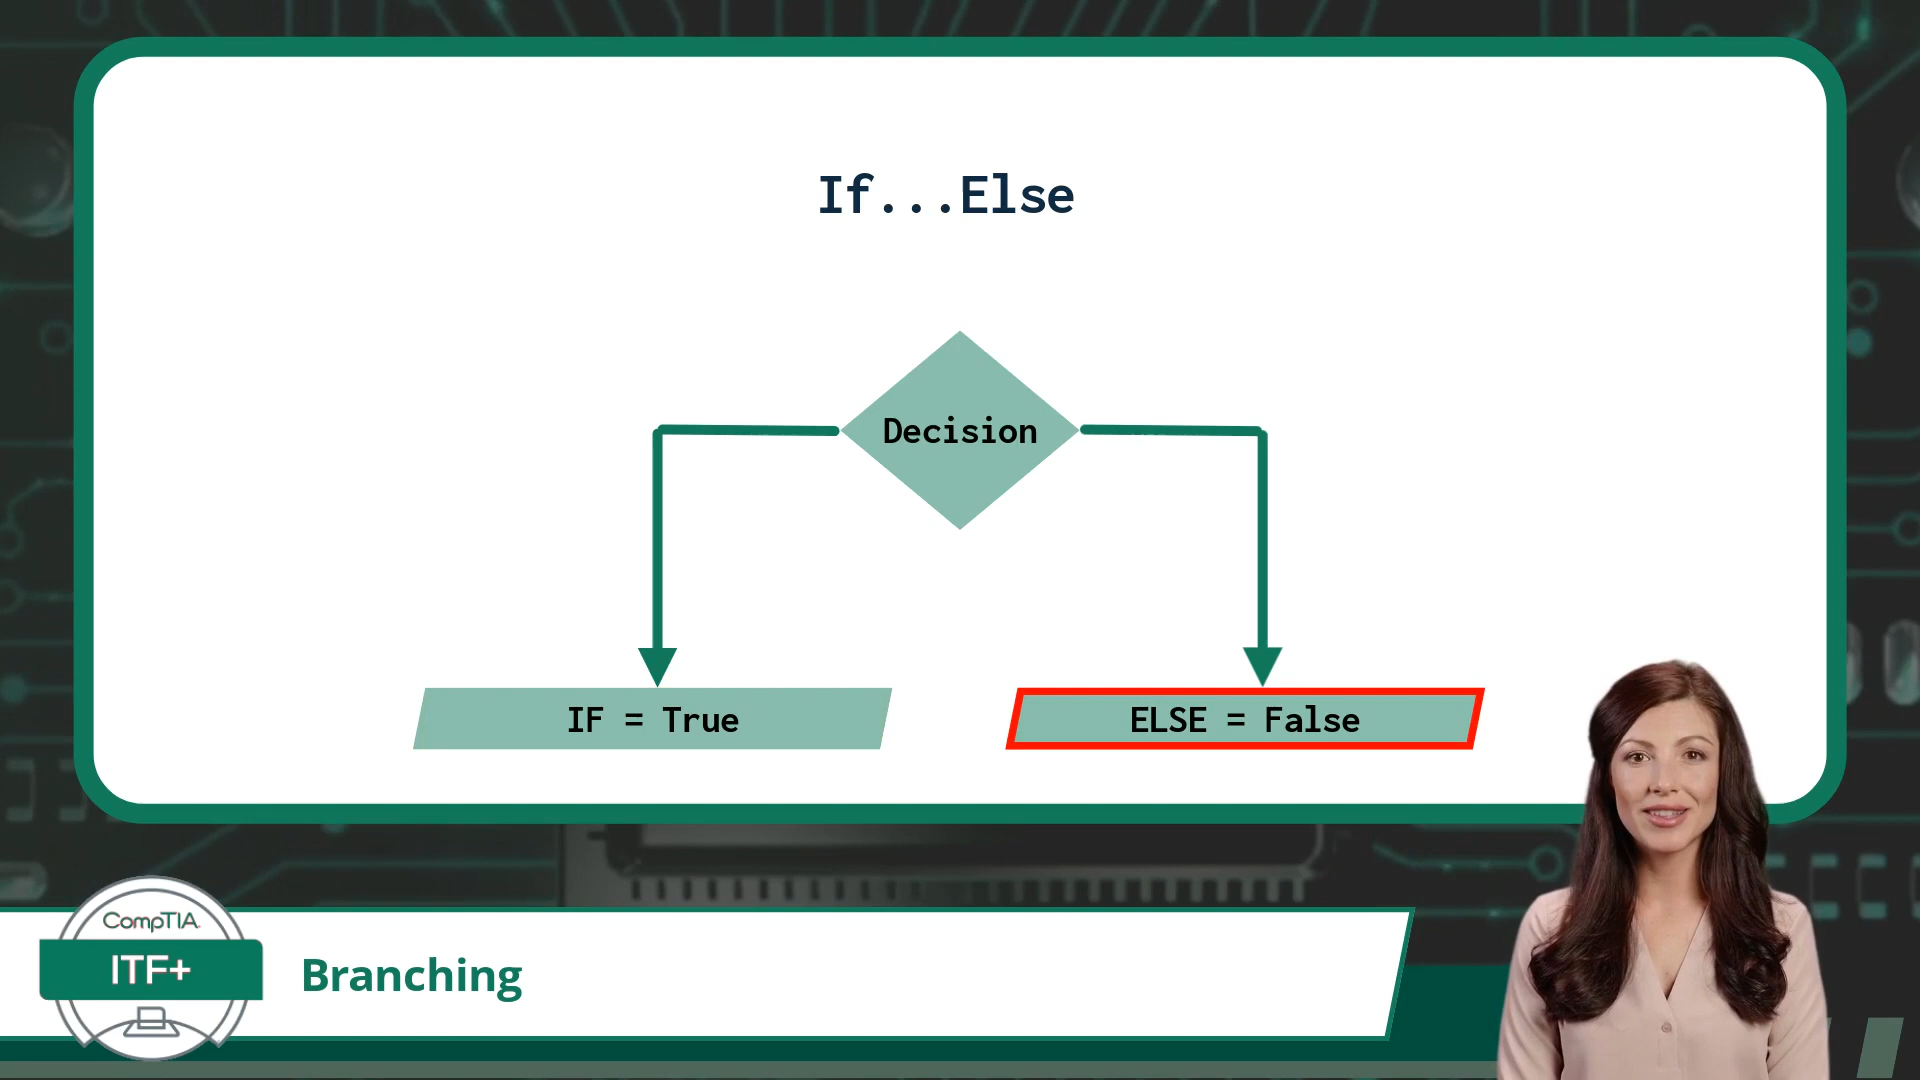 If...Else
Decision
IF = True
ELSE = False
CompTIA
ITF+
Branching